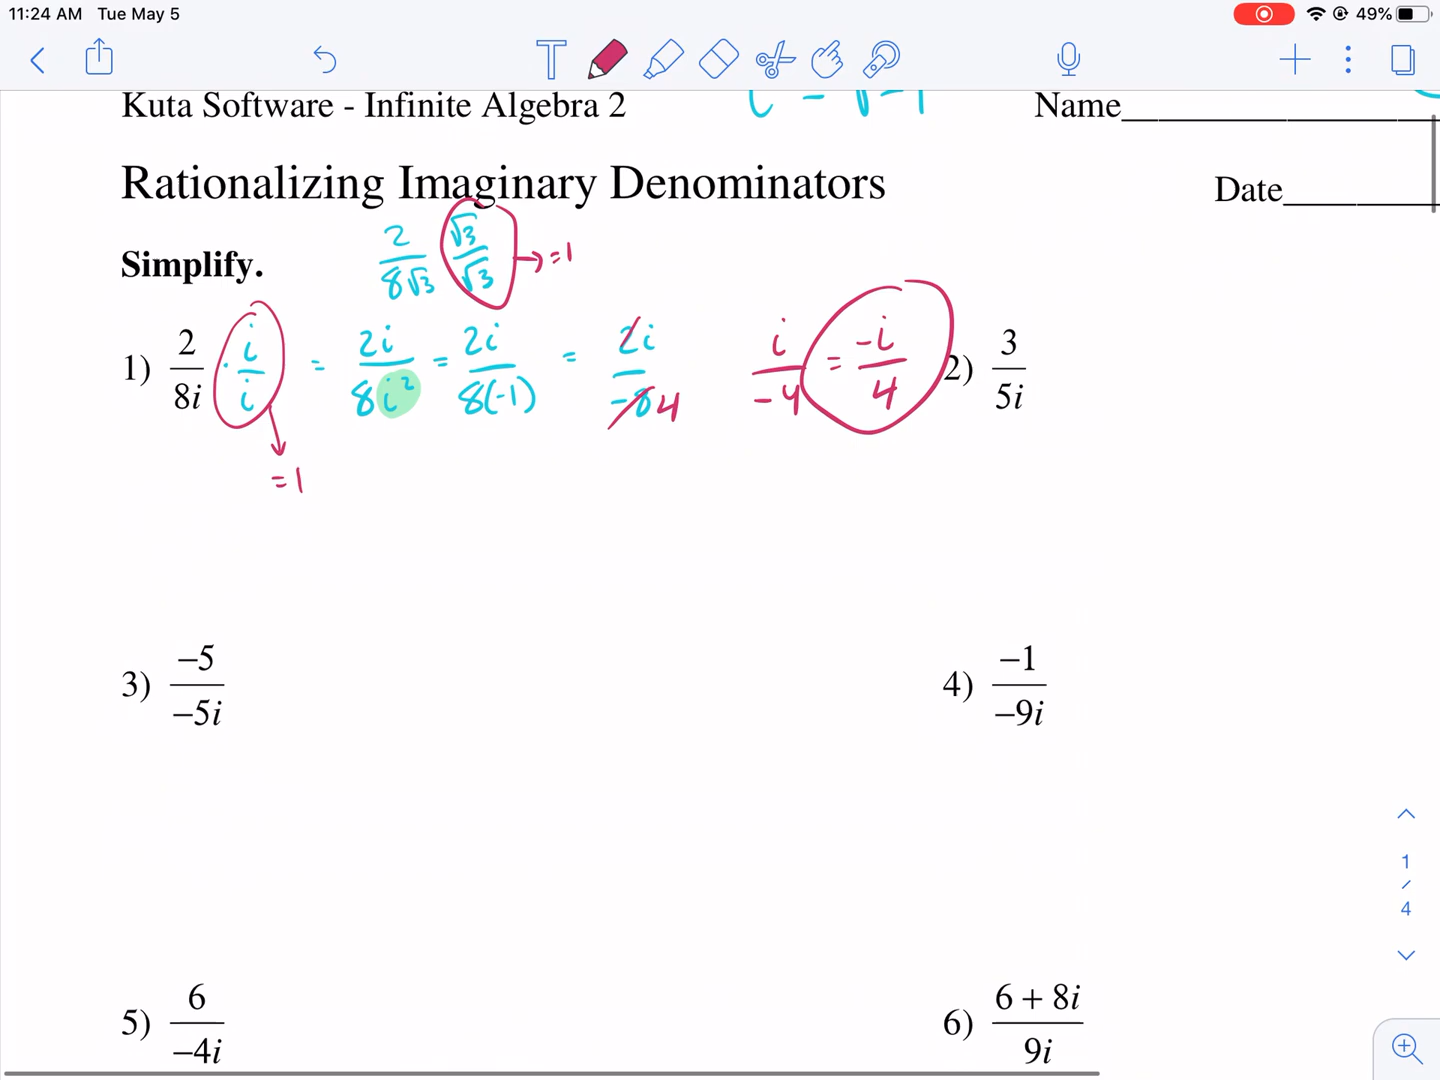 11:24 AM Tue May 5 49%
T
Kuta Software - Infinite Algebra 2 i = √-1 Name
Rationalizing Imaginary Denominators Date
Simplify. 2/8√3 √3/√3 → =1
1) 2/8i · i/i = 2i/8i² = 2i/8(-1) = 2i/-8 4 i/-4 = -i/4
=1
2) 3/5i
3) −5/−5i
4) −1/−9i
5) 6/−4i
6) 6 + 8i/9i
1
/
4